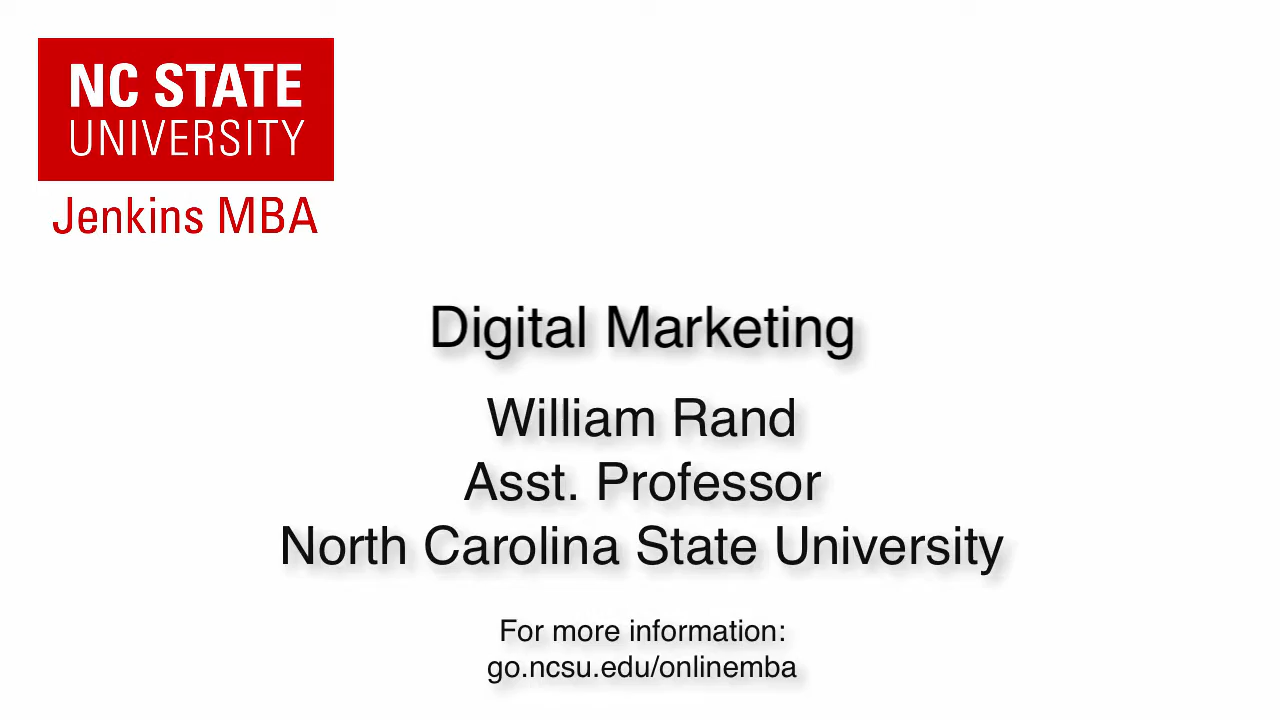 NC STATE
UNIVERSITY
Jenkins MBA
Digital Marketing
William Rand
Asst. Professor
North Carolina State University
For more information:
go.ncsu.edu/onlinemba